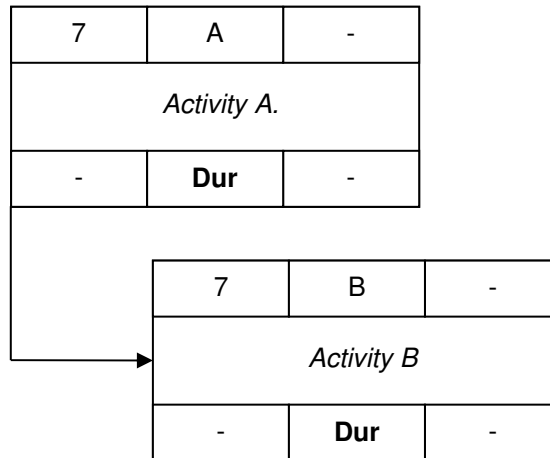 7 A -
Activity A.
- Dur -
7 B -
Activity B
- Dur -